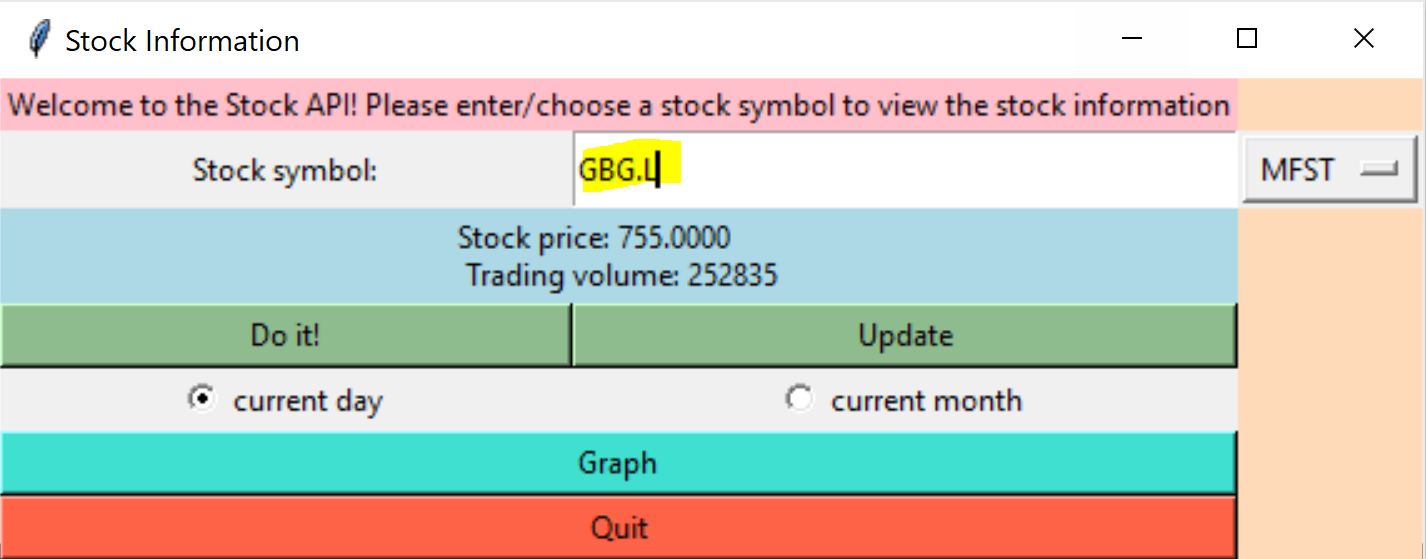 Stock Information
Welcome to the Stock API! Please enter/choose a stock symbol to view the stock information
Stock symbol: GBG.L MFST
Stock price: 755.0000
Trading volume: 252835
Do it! Update
current day current month
Graph
Quit